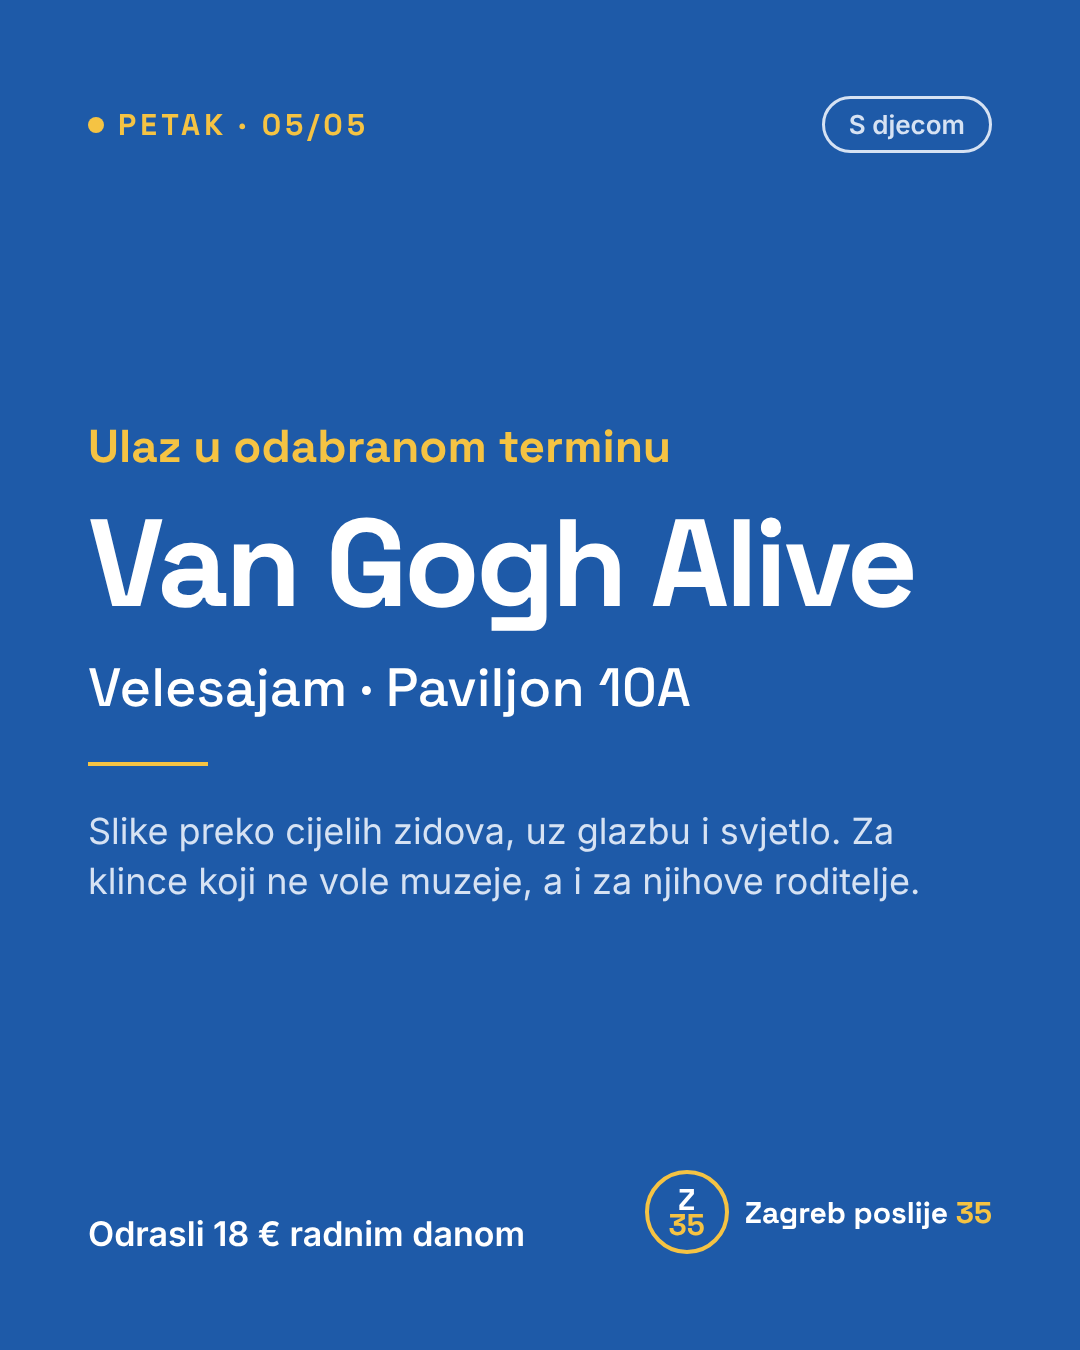 PETAK · 05/05
S djecom
Ulaz u odabranom terminu
Van Gogh Alive
Velesajam · Paviljon 10A
Slike preko cijelih zidova, uz glazbu i svjetlo. Za
klince koji ne vole muzeje, a i za njihove roditelje.
Odrasli 18 € radnim danom
Z
35
Zagreb poslije 35